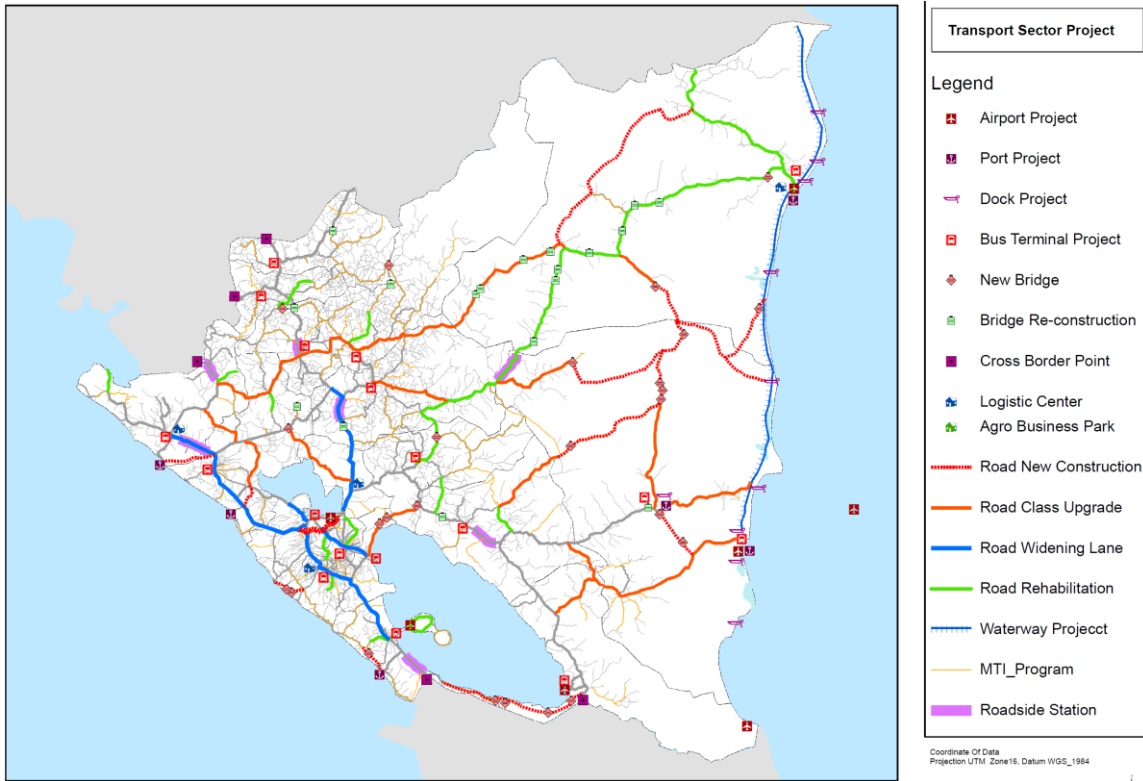 Transport Sector Project
Legend
Airport Project
Port Project
Dock Project
Bus Terminal Project
New Bridge
Bridge Re-construction
Cross Border Point
Logistic Center
Agro Business Park
Road New Construction
Road Class Upgrade
Road Widening Lane
Road Rehabilitation
Waterway Projecct
MTI_Program
Roadside Station
Coordinate Of Data
Projection UTM Zone16, Datum WGS_1984